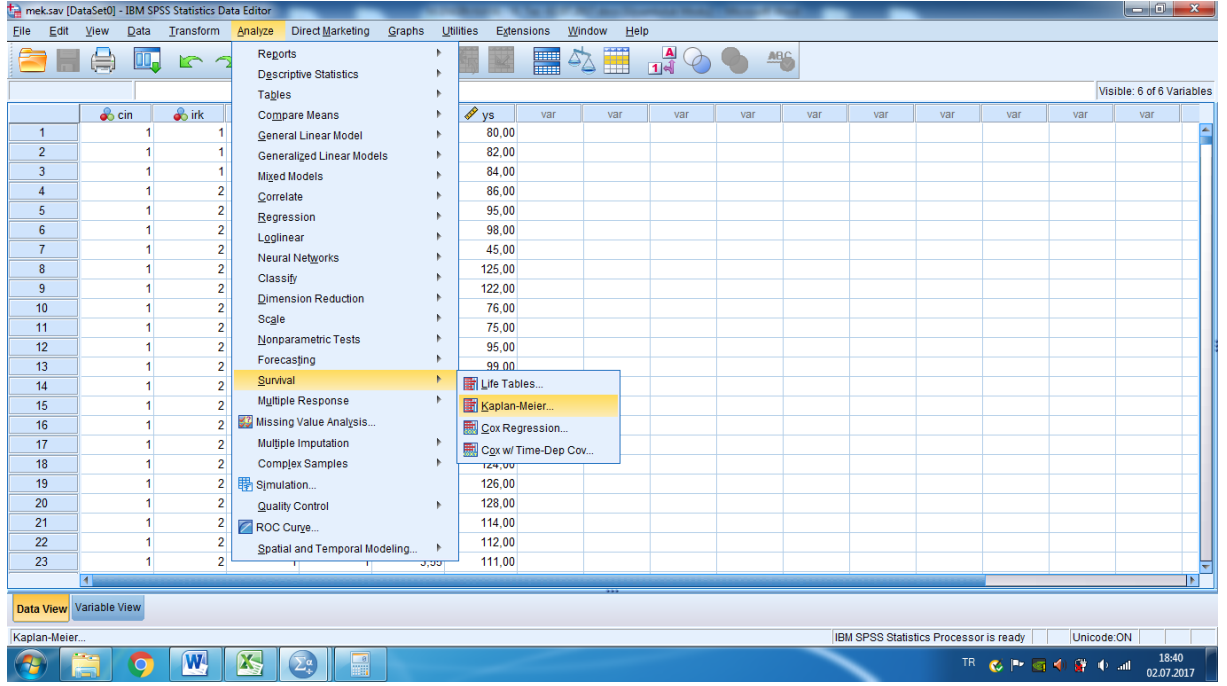 mek.sav [DataSet0] - IBM SPSS Statistics Data Editor
File Edit View Data Transform Analyze Direct Marketing Graphs Utilities Extensions Window Help
Visible: 6 of 6 Variables
cin irk ys var var var var var var var var var var
1 1 1 80,00
2 1 1 82,00
3 1 1 84,00
4 1 2 86,00
5 1 2 95,00
6 1 2 98,00
7 1 2 45,00
8 1 2 125,00
9 1 2 122,00
10 1 2 76,00
11 1 2 75,00
12 1 2 95,00
13 1 2 99,00
14 1 2
15 1 2
16 1 2
17 1 2
18 1 2 124,00
19 1 2 126,00
20 1 2 128,00
21 1 2 114,00
22 1 2 112,00
23 1 2 1 1 3,55 111,00
Reports
Descriptive Statistics
Tables
Compare Means
General Linear Model
Generalized Linear Models
Mixed Models
Correlate
Regression
Loglinear
Neural Networks
Classify
Dimension Reduction
Scale
Nonparametric Tests
Forecasting
Survival
Multiple Response
Missing Value Analysis...
Multiple Imputation
Complex Samples
Simulation...
Quality Control
ROC Curve...
Spatial and Temporal Modeling...
Life Tables...
Kaplan-Meier...
Cox Regression...
Cox w/ Time-Dep Cov...
Data View Variable View
Kaplan-Meier...
IBM SPSS Statistics Processor is ready
Unicode:ON
TR
18:40
02.07.2017